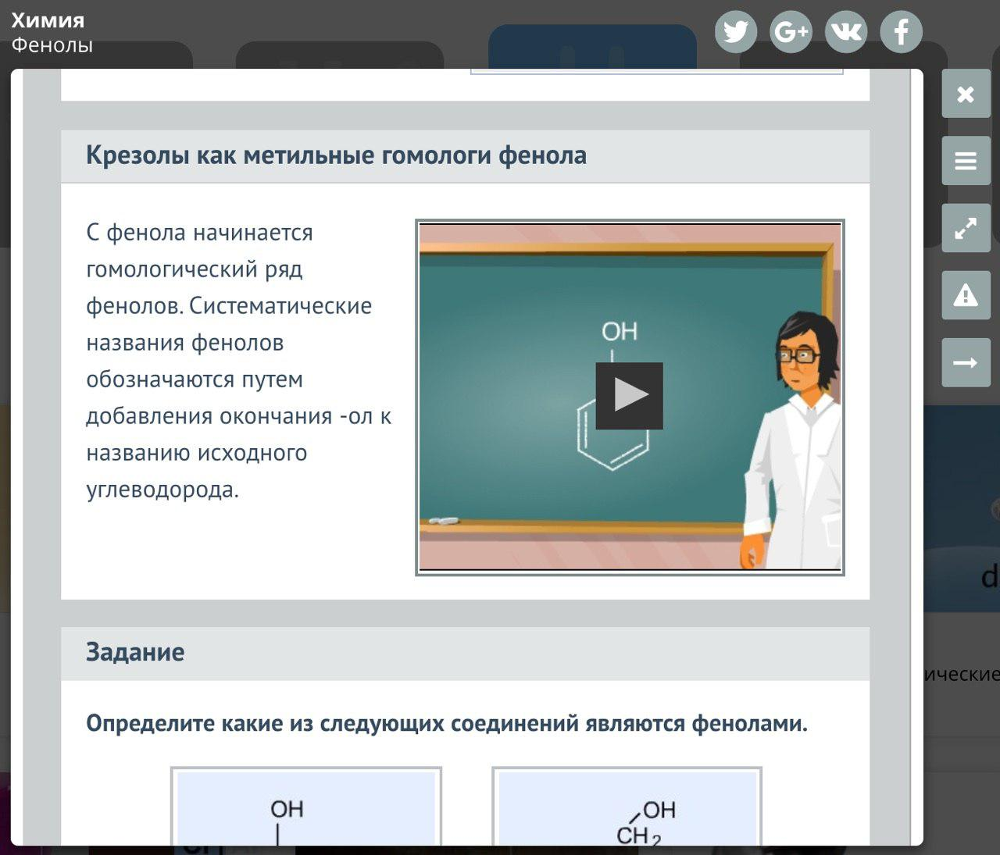 Химия
Фенолы
Крезолы как метильные гомологи фенола
С фенола начинается
гомологический ряд
фенолов. Систематические
названия фенолов
обозначаются путем
добавления окончания -ол к
названию исходного
углеводорода.
OH
Задание
Определите какие из следующих соединений являются фенолами.
OH
OH
CH2
ические
d